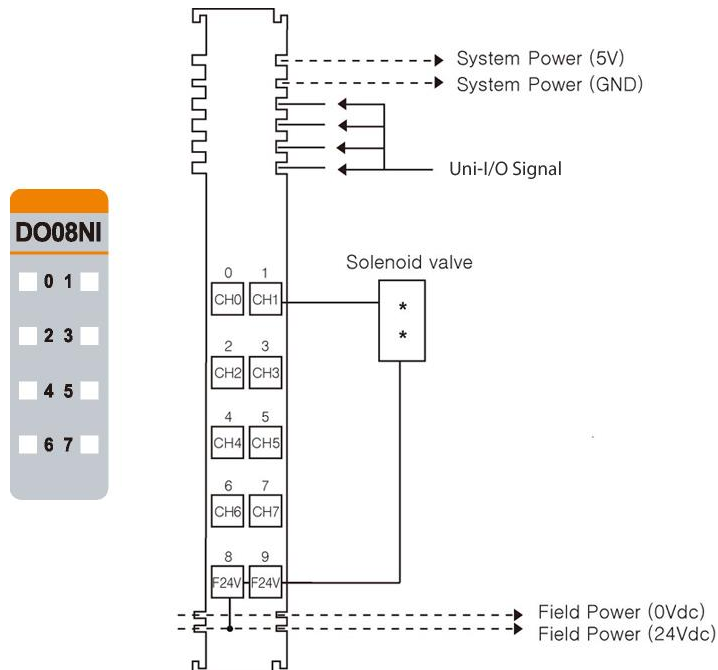 System Power (5V)
System Power (GND)
Uni-I/O Signal
DO08NI
0 1
2 3
4 5
6 7
Solenoid valve
*
*
0 1
CH0 CH1
2 3
CH2 CH3
4 5
CH4 CH5
6 7
CH6 CH7
8 9
F24V F24V
Field Power (0Vdc)
Field Power (24Vdc)